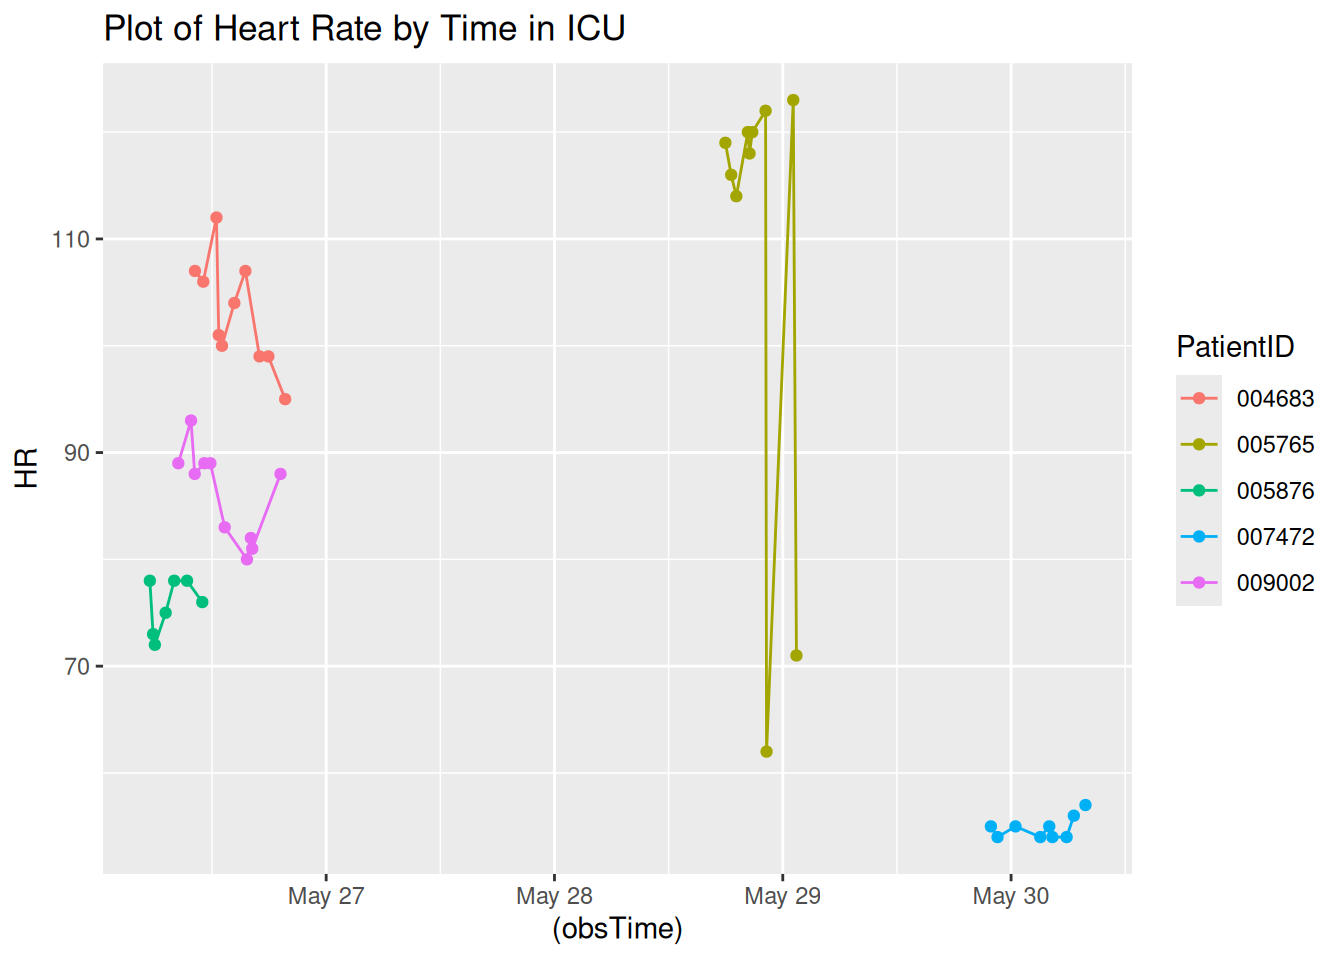 Plot of Heart Rate by Time in ICU
HR
110
90
70
May 27
May 28
May 29
May 30
(obsTime)
PatientID
004683
005765
005876
007472
009002